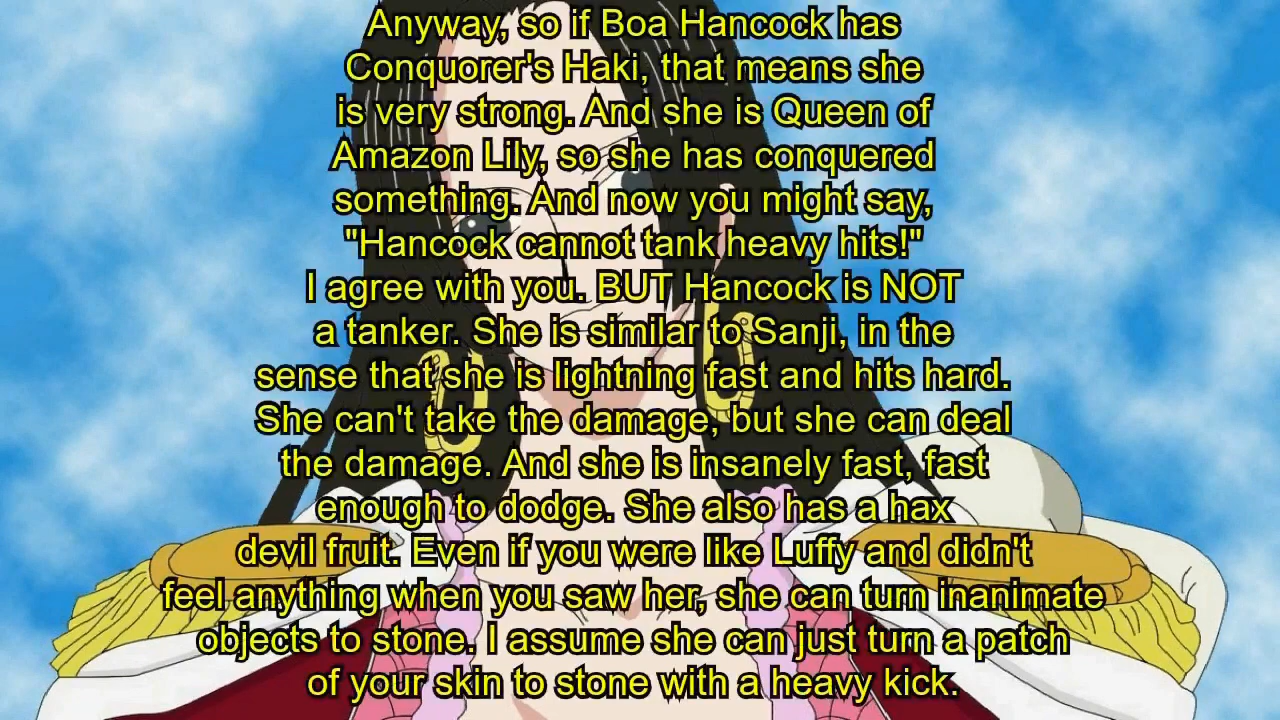 Anyway, so if Boa Hancock has
Conquorer's Haki, that means she
is very strong. And she is Queen of
Amazon Lily, so she has conquered
something. And now you might say,
"Hancock cannot tank heavy hits!"
I agree with you. BUT Hancock is NOT
a tanker. She is similar to Sanji, in the
sense that she is lightning fast and hits hard.
She can't take the damage, but she can deal
the damage. And she is insanely fast, fast
enough to dodge. She also has a hax
devil fruit. Even if you were like Luffy and didn't
feel anything when you saw her, she can turn inanimate
objects to stone. I assume she can just turn a patch
of your skin to stone with a heavy kick.